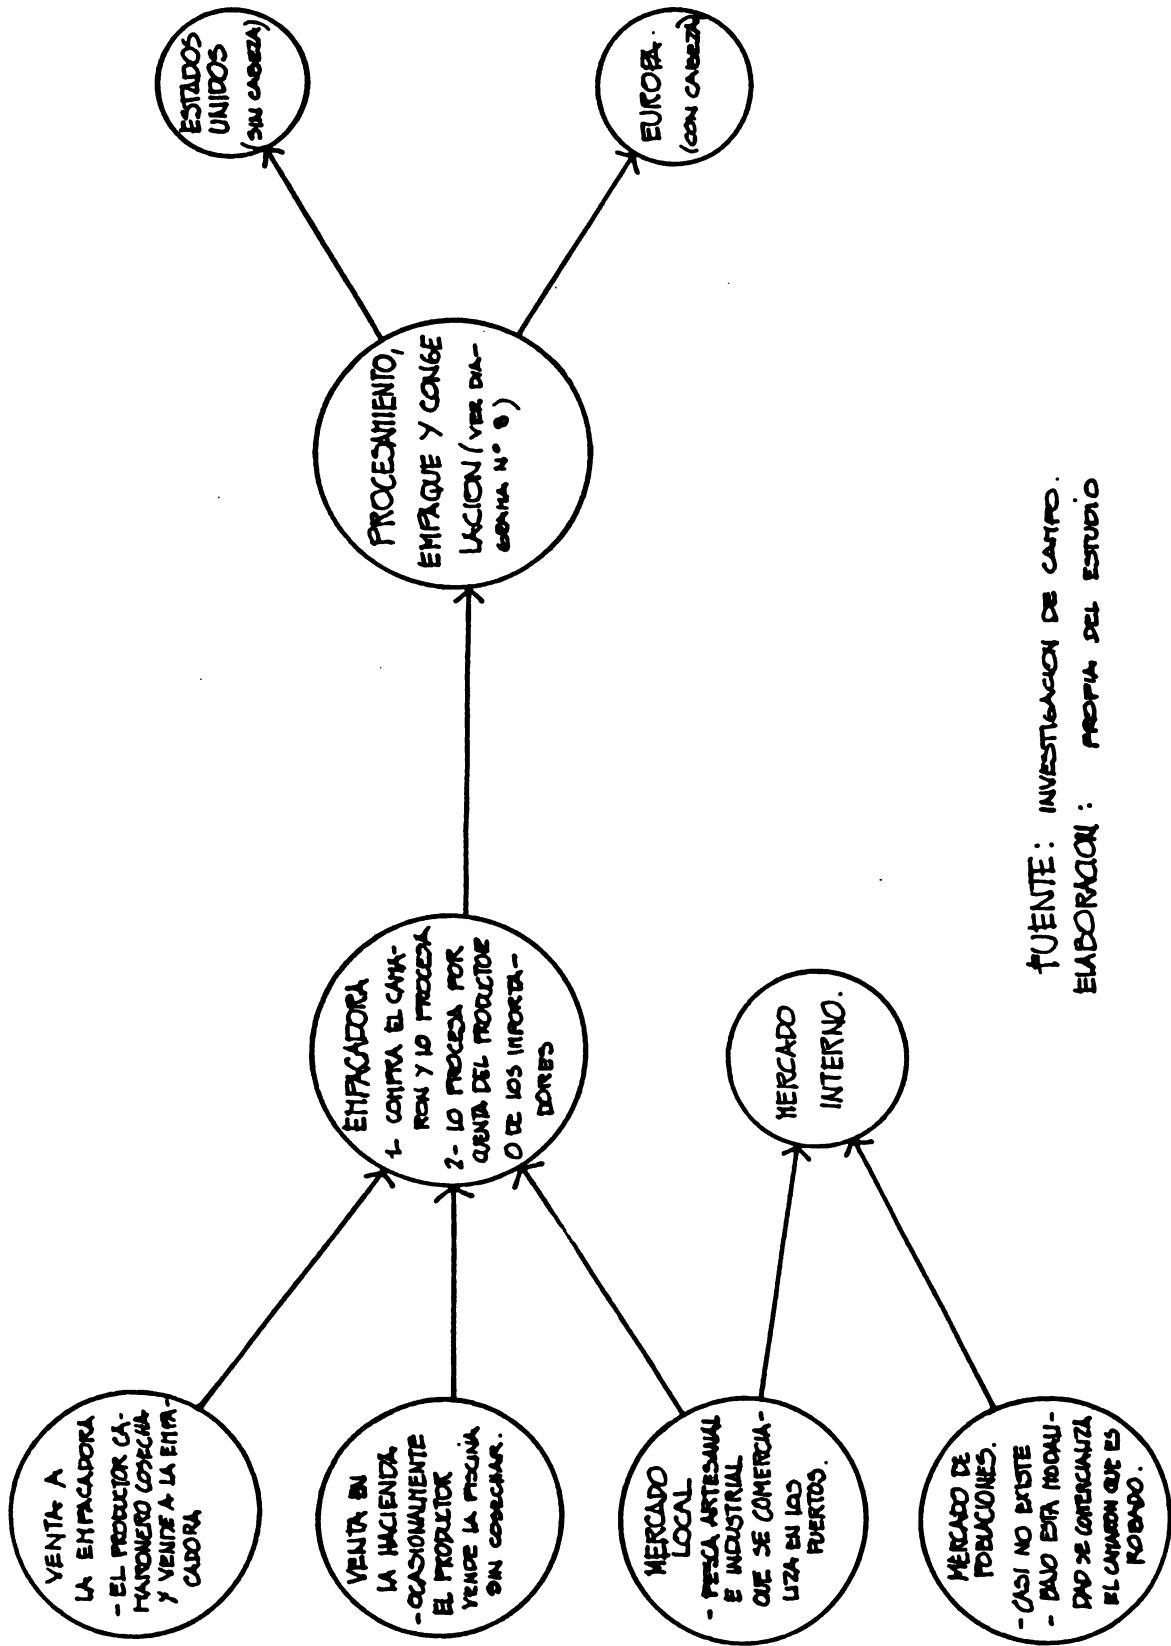 VENTA A
LA EMPACADORA
- EL PRODUCTOR CA-
MARONERO COSECHA
Y VENDE A LA EMPA-
CADORA
VENTA EN
LA HACIENDA
- OCASIONALMENTE
EL PRODUCTOR
VENDE LA PISCINA
SIN COSECHAR.
MERCADO
LOCAL
- PESCA ARTESANAL
E INDUSTRIAL
QUE SE COMERCIA-
LIZA EN LOS
PUERTOS.
MERCADO DE
POBLACIONES.
- CASI NO EXISTE
- BAJO ESTA MODALI-
DAD SE COMERCIALIZA
EL CAMARON QUE ES
ROBADO.
EMPACADORA
1- COMPRA EL CAMA-
RON Y LO PROCESA
2- LO PROCESA POR
CUENTA DEL PRODUCTOR
O DE LOS IMPORTA-
DORES
MERCADO
INTERNO.
PROCESAMIENTO,
EMPAQUE Y CONGE
LACION (VER DIA-
GRAMA Nº 8)
ESTADOS
UNIDOS
(SIN CABEZA)
EUROPA.
(CON CABEZA)
FUENTE: INVESTIGACION DE CAMPO.
ELABORACION: PROPIA DEL ESTUDIO